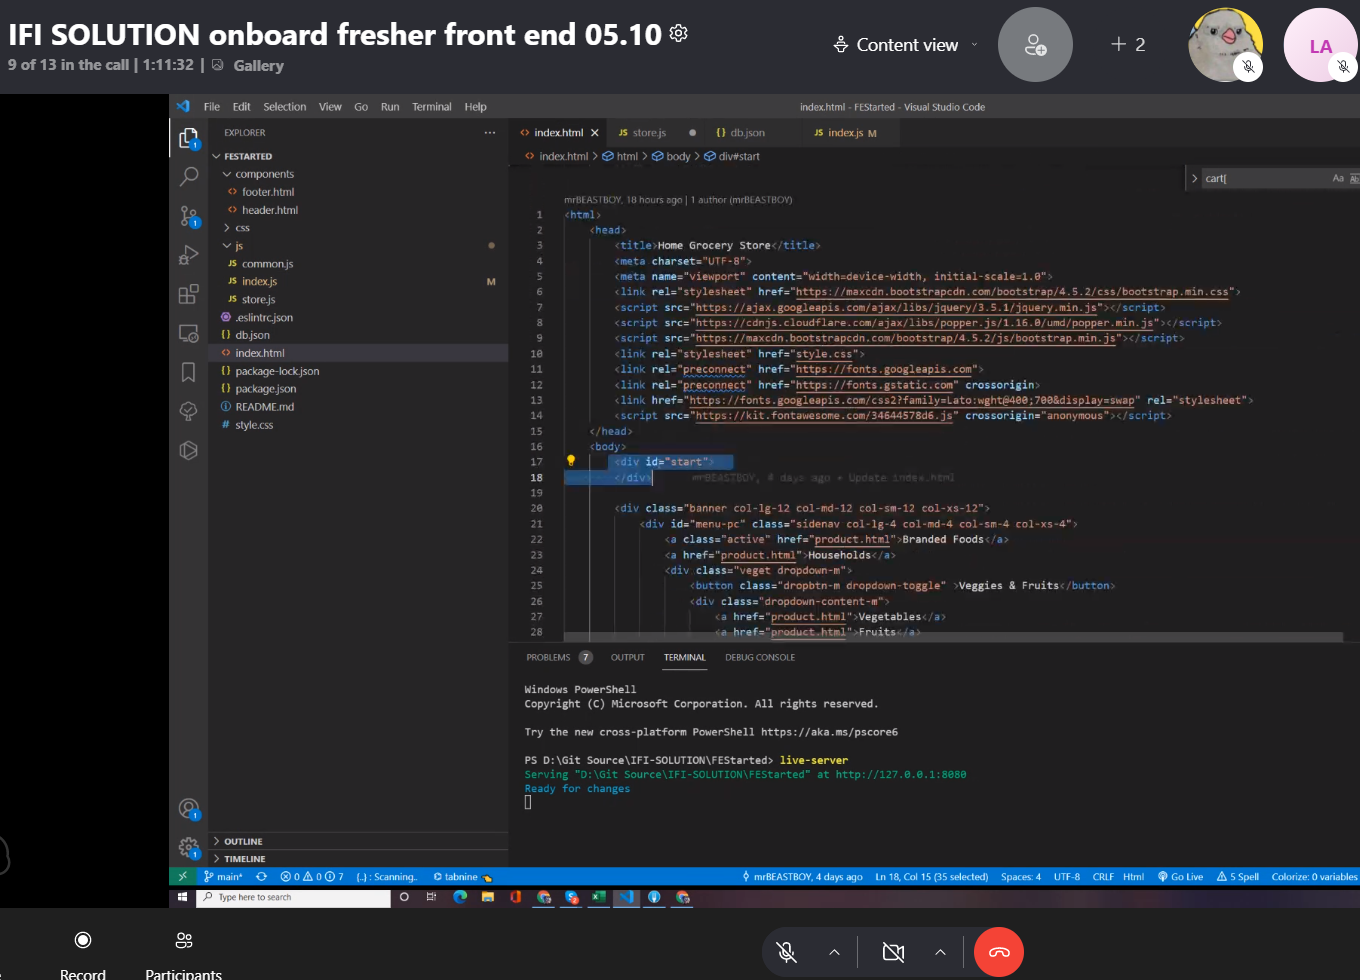 IFI SOLUTION onboard fresher front end 05.10
9 of 13 in the call | 1:11:32 | Gallery
Content view
+ 2
LA
File Edit Selection View Go Run Terminal Help
index.html - FEStarted - Visual Studio Code
EXPLORER
FESTARTED
components
footer.html
header.html
css
js
common.js
index.js M
store.js
.eslintrc.json
db.json
index.html
package-lock.json
package.json
README.md
style.css
OUTLINE
TIMELINE
index.html store.js db.json index.js M
index.html > html > body > div#start
cart[
mrBEASTBOY, 18 hours ago | 1 author (mrBEASTBOY)
1 <html>
2 <head>
3 <title>Home Grocery Store</title>
4 <meta charset="UTF-8">
5 <meta name="viewport" content="width=device-width, initial-scale=1.0">
6 <link rel="stylesheet" href="https://maxcdn.bootstrapcdn.com/bootstrap/4.5.2/css/bootstrap.min.css">
7 <script src="https://ajax.googleapis.com/ajax/libs/jquery/3.5.1/jquery.min.js"></script>
8 <script src="https://cdnjs.cloudflare.com/ajax/libs/popper.js/1.16.0/umd/popper.min.js"></script>
9 <script src="https://maxcdn.bootstrapcdn.com/bootstrap/4.5.2/js/bootstrap.min.js"></script>
10 <link rel="stylesheet" href="style.css">
11 <link rel="preconnect" href="https://fonts.googleapis.com">
12 <link rel="preconnect" href="https://fonts.gstatic.com" crossorigin>
13 <link href="https://fonts.googleapis.com/css2?family=Lato:wght@400;700&display=swap" rel="stylesheet">
14 <script src="https://kit.fontawesome.com/34644578d6.js" crossorigin="anonymous"></script>
15 </head>
16 <body>
17 <div id="start">
18 </div> mrBEASTBOY, 4 days ago • Update index.html
19
20 <div class="banner col-lg-12 col-md-12 col-sm-12 col-xs-12">
21 <div id="menu-pc" class="sidenav col-lg-4 col-md-4 col-sm-4 col-xs-4">
22 <a class="active" href="product.html">Branded Foods</a>
23 <a href="product.html">Households</a>
24 <div class="veget dropdown-m">
25 <button class="dropbtn-m dropdown-toggle" >Veggies & Fruits</button>
26 <div class="dropdown-content-m">
27 <a href="product.html">Vegetables</a>
28 <a href="product.html">Fruits</a>
PROBLEMS 7 OUTPUT TERMINAL DEBUG CONSOLE
Windows PowerShell
Copyright (C) Microsoft Corporation. All rights reserved.
Try the new cross-platform PowerShell https://aka.ms/pscore6
PS D:\Git Source\IFI-SOLUTION\FEStarted> live-server
Serving "D:\Git Source\IFI-SOLUTION\FEStarted" at http://127.0.0.1:8080
Ready for changes
main* 0 0 7 {..} : Scanning.. tabnine mrBEASTBOY, 4 days ago Ln 18, Col 15 (35 selected) Spaces: 4 UTF-8 CRLF Html Go Live 5 Spell Colorize: 0 variables
Type here to search
Record Participants